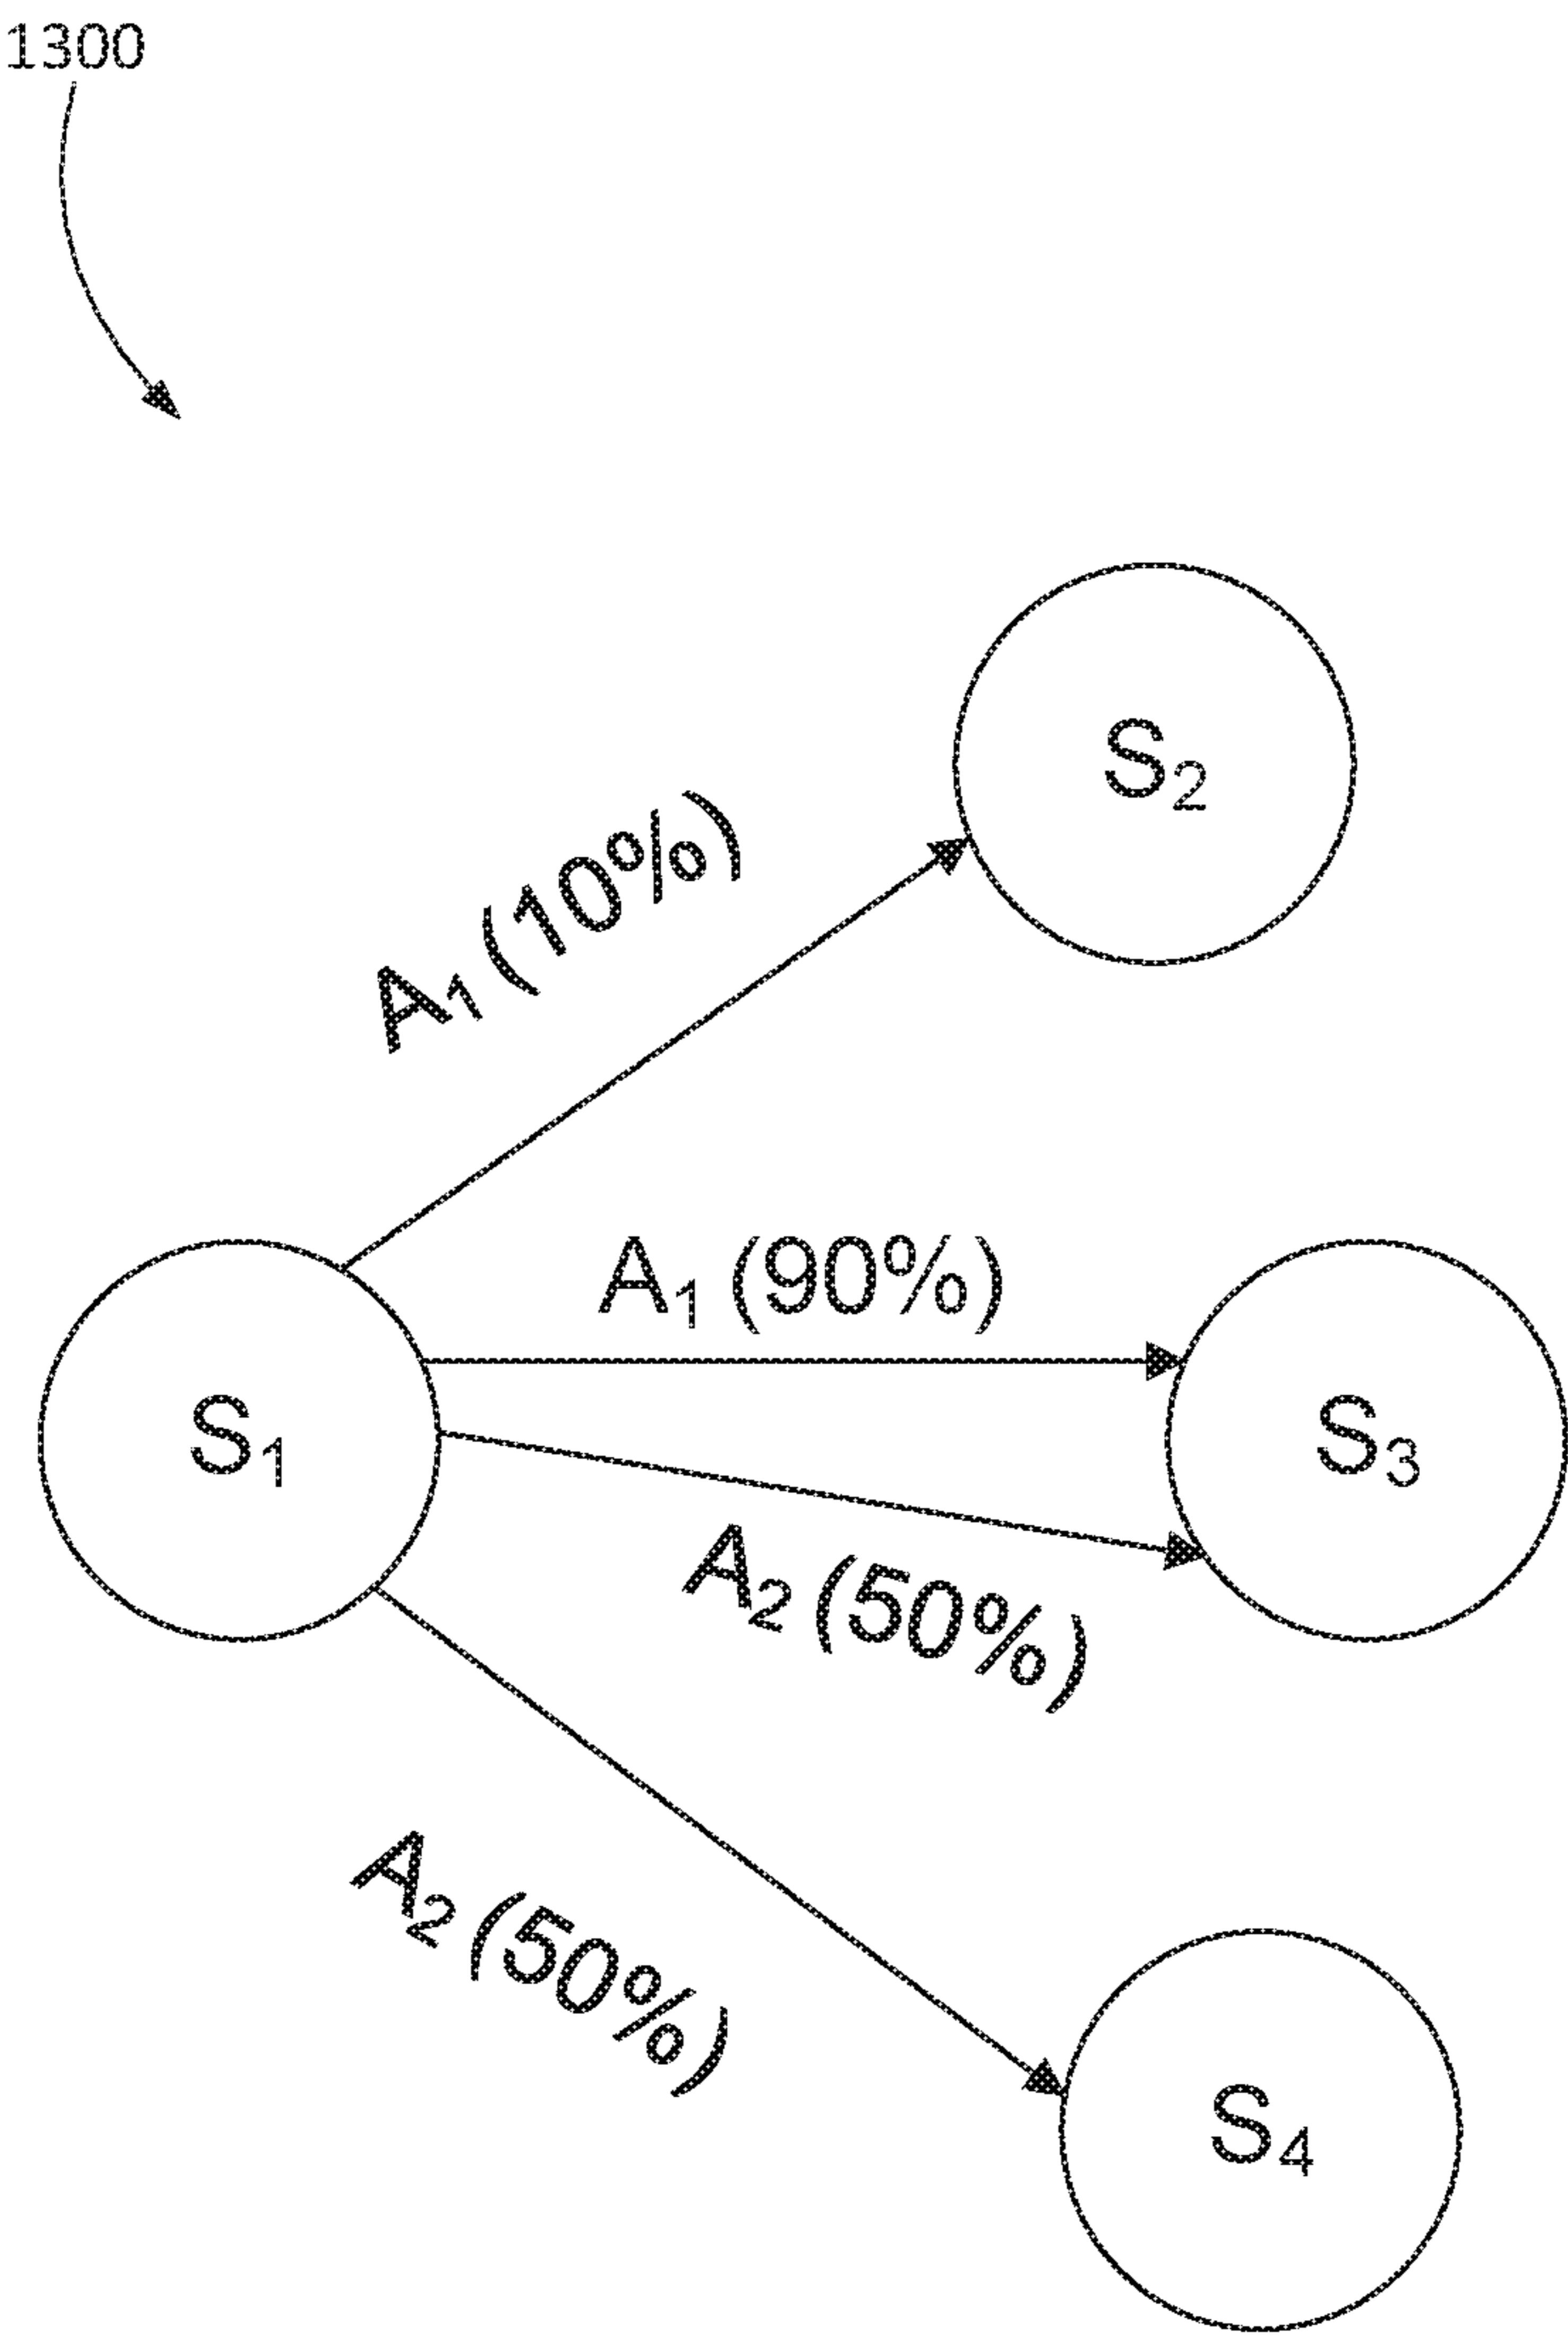 1300
S₂
A₁ (10%)
A₁ (90%)
S₁
S₃
A₂ (50%)
A₂ (50%)
S₄